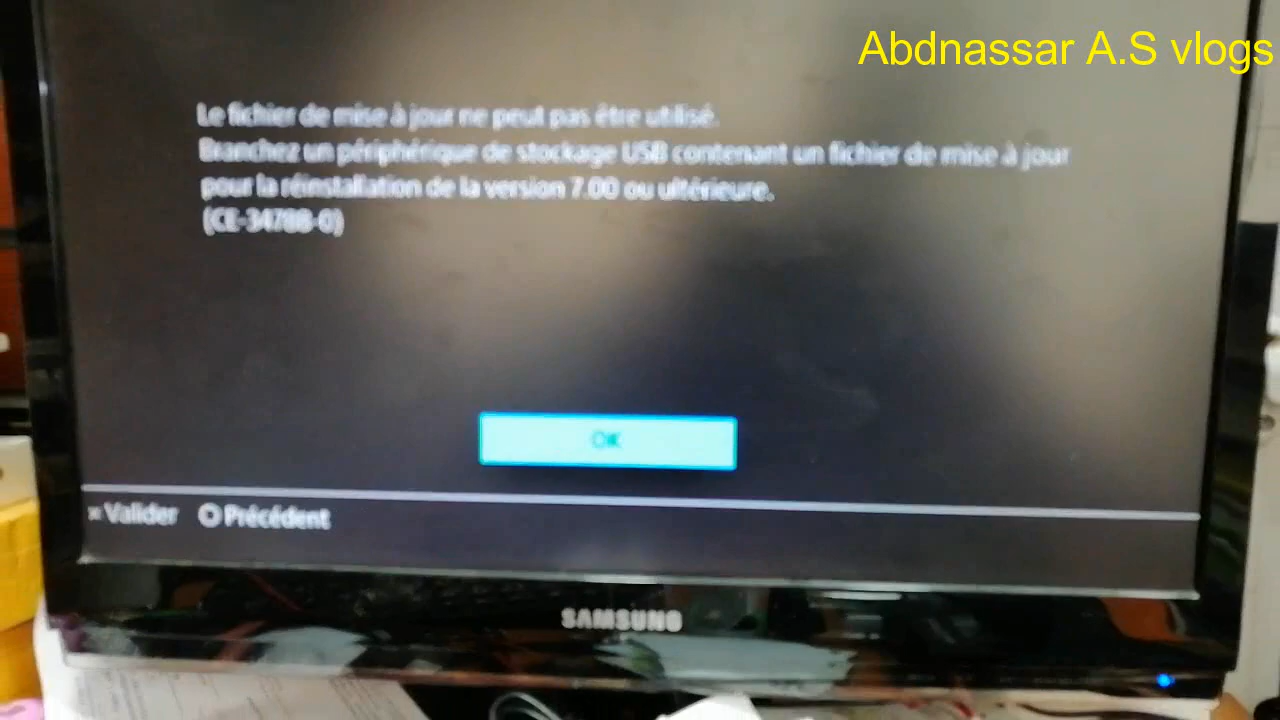 Abdnassar A.S vlogs
Le fichier de mise à jour ne peut pas être utilisé.
Branchez un périphérique de stockage USB contenant un fichier de mise à jour
pour la réinstallation de la version 7.00 ou ultérieure.
(CE-34788-0)
OK
× Valider O Précédent
SAMSUNG